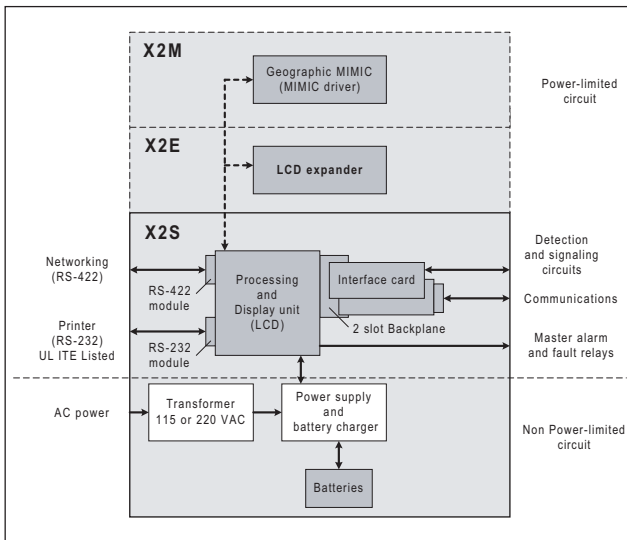 X2M
Geographic MIMIC
(MIMIC driver)
Power-limited
circuit
X2E
LCD expander
X2S
Networking
(RS-422)
RS-422
module
Processing
and
Display unit
(LCD)
Interface card
2 slot Backplane
Detection
and signaling
circuits
Communications
Printer
(RS-232)
UL ITE Listed
RS-232
module
Master alarm
and fault relays
AC power
Transformer
115 or 220 VAC
Power supply
and
battery charger
Non Power-limited
circuit
Batteries